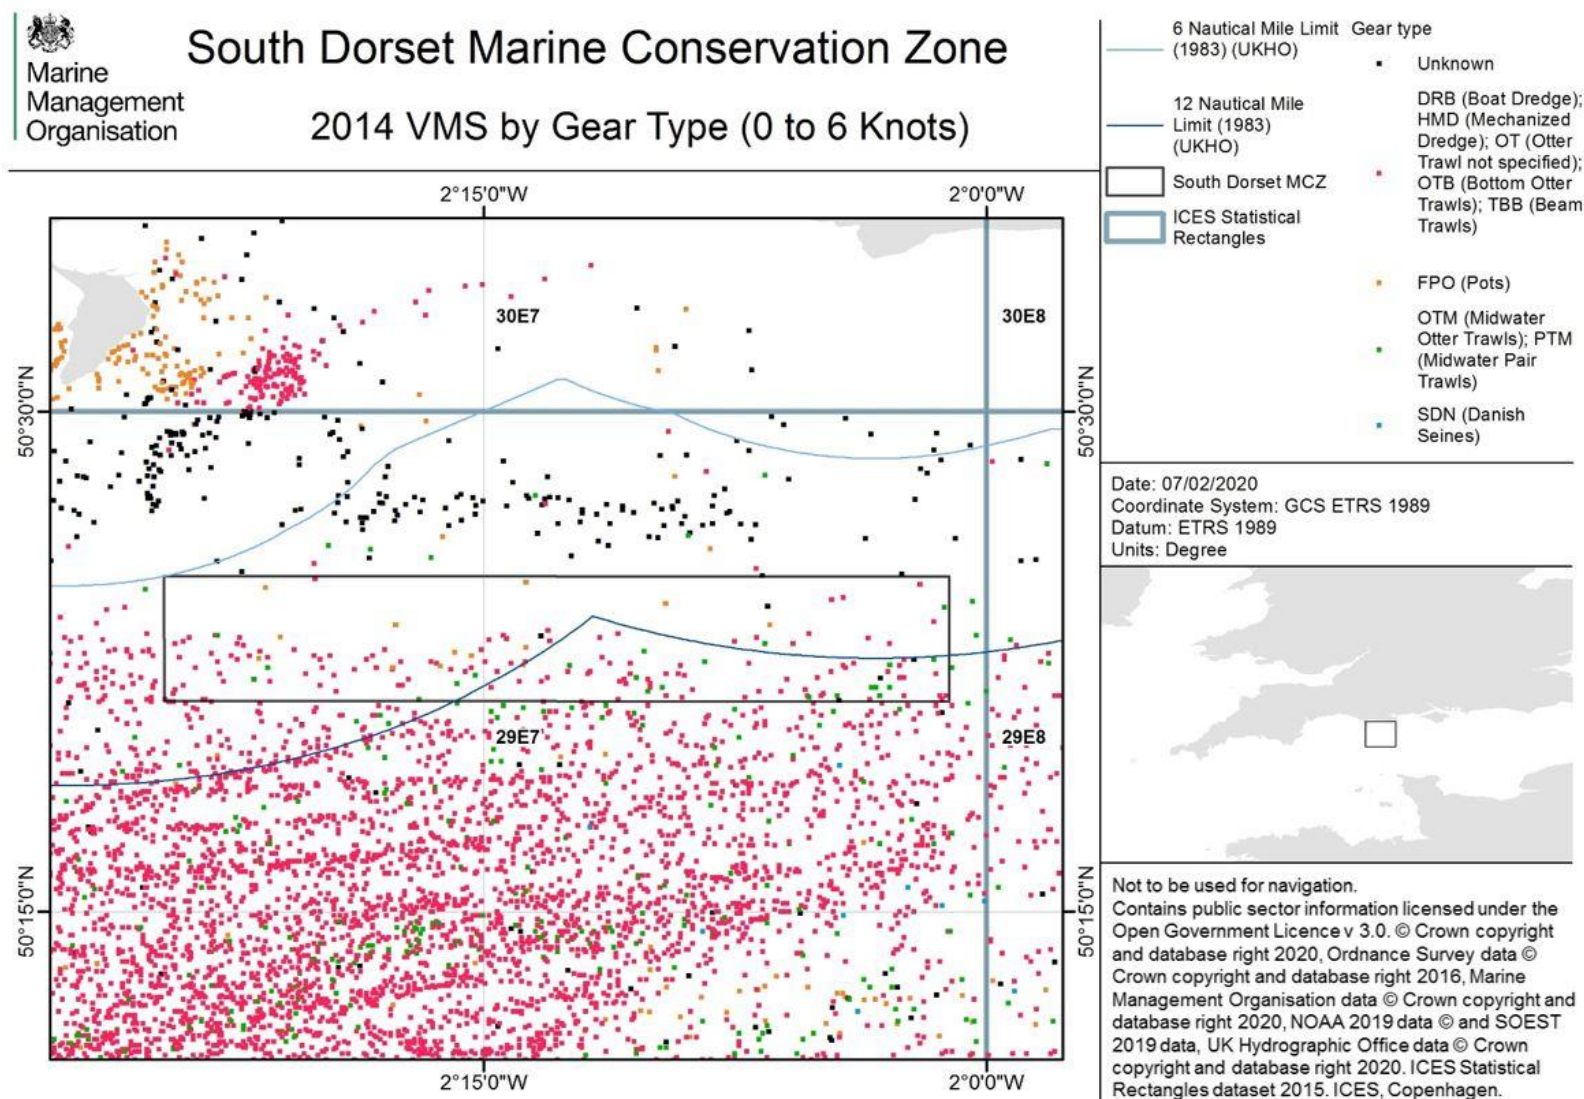 Marine
Management
Organisation
South Dorset Marine Conservation Zone
2014 VMS by Gear Type (0 to 6 Knots)
2°15'0"W
2°0'0"W
50°30'0"N
50°15'0"N
30E7
30E8
29E7
29E8
50°30'0"N
50°15'0"N
2°15'0"W
2°0'0"W
6 Nautical Mile Limit
(1983) (UKHO)
12 Nautical Mile
Limit (1983)
(UKHO)
South Dorset MCZ
ICES Statistical
Rectangles
Gear type
Unknown
DRB (Boat Dredge);
HMD (Mechanized
Dredge); OT (Otter
Trawl not specified);
OTB (Bottom Otter
Trawls); TBB (Beam
Trawls)
FPO (Pots)
OTM (Midwater
Otter Trawls); PTM
(Midwater Pair
Trawls)
SDN (Danish
Seines)
Date: 07/02/2020
Coordinate System: GCS ETRS 1989
Datum: ETRS 1989
Units: Degree
Not to be used for navigation.
Contains public sector information licensed under the
Open Government Licence v 3.0. © Crown copyright
and database right 2020, Ordnance Survey data ©
Crown copyright and database right 2016, Marine
Management Organisation data © Crown copyright and
database right 2020, NOAA 2019 data © and SOEST
2019 data, UK Hydrographic Office data © Crown
copyright and database right 2020. ICES Statistical
Rectangles dataset 2015. ICES, Copenhagen.